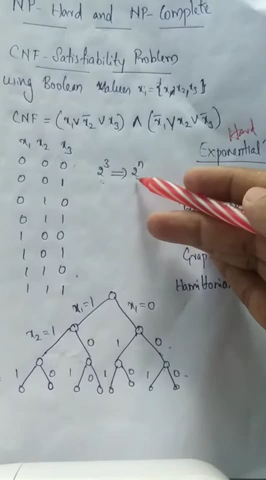 NP-Hard and NP-Complete
CNF-Satisfiability Problem
using Boolean Values xi = {x1, x2, x3}
CNF = (x1 ∨ x̄2 ∨ x3) ∧ (x̄1 ∨ x2 ∨ x̄3)
Hard
Exponential
x1 x2 x3
0 0 0
0 0 1
0 1 0
0 1 1
1 0 0
1 0 1
1 1 0
1 1 1
2³ ⇒ 2ⁿ
Grap
Hamiltonia
x1=1 x1=0
x2=1 0 1 0
1 0 1 0 1 0 1 0